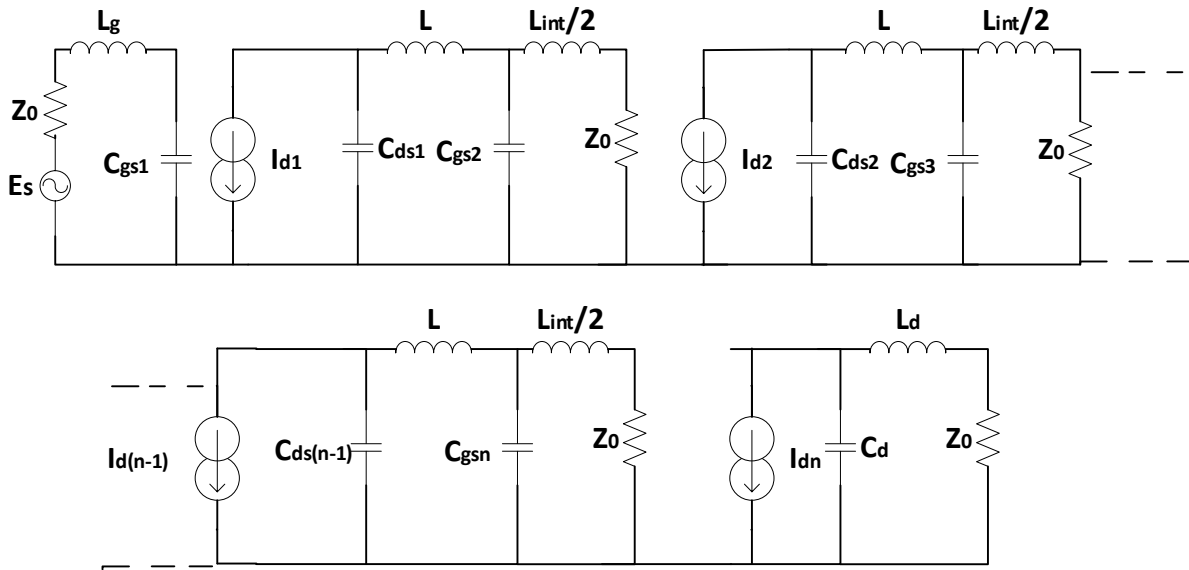 Lg
L
Lint/2
L
Lint/2
Z0
Es
Cgs1
Id1
Cds1
Cgs2
Z0
Id2
Cds2
Cgs3
Z0
L
Lint/2
Ld
Id(n-1)
Cds(n-1)
Cgsn
Z0
Idn
Cd
Z0